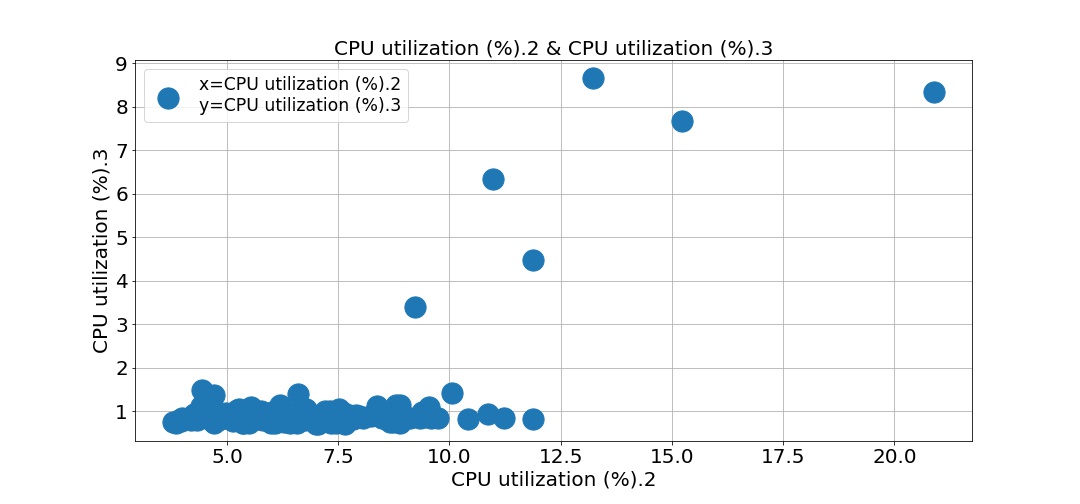 CPU utilization (%).2 & CPU utilization (%).3
x=CPU utilization (%).2
y=CPU utilization (%).3
9
8
7
6
5
4
3
2
1
CPU utilization (%).3
5.0 7.5 10.0 12.5 15.0 17.5 20.0
CPU utilization (%).2